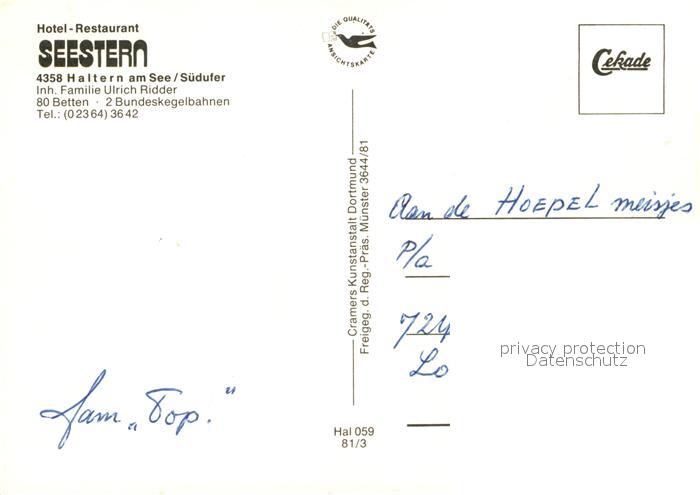 Hotel-Restaurant
SEESTERN
4358 Haltern am See/Südufer
Inh. Familie Ulrich Ridder
80 Betten · 2 Bundeskegelbahnen
Tel.: (02364) 3642
DIE QUALITÄTS
ANSICHTSKARTE
Cekade
Cramers Kunstanstalt Dortmund
Freigeg. d. Reg.-Präs. Münster 3644/81
Aan de HOEPEL meisjes
P/a
724
Lo
privacy protection
Datenschutz
fam „Top."
Hal 059
81/3